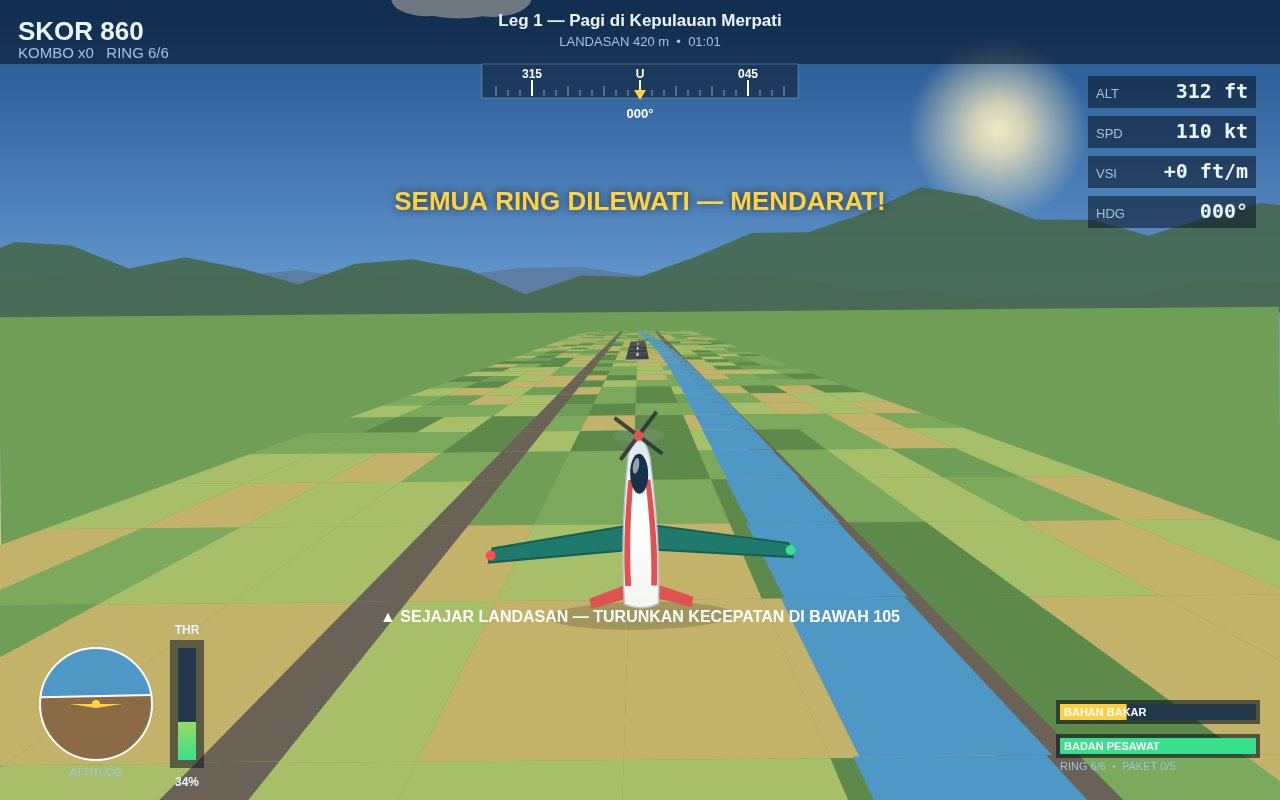 SKOR 860
KOMBO x0 RING 6/6
Leg 1 — Pagi di Kepulauan Merpati
LANDASAN 420 m • 01:01
315 U 045
000°
ALT 312 ft
SPD 110 kt
VSI +0 ft/m
HDG 000°
SEMUA RING DILEWATI — MENDARAT!
▲ SEJAJAR LANDASAN — TURUNKAN KECEPATAN DI BAWAH 105
THR
34%
ATTITUDE
BAHAN BAKAR
BADAN PESAWAT
RING 6/6 • PAKET 0/5